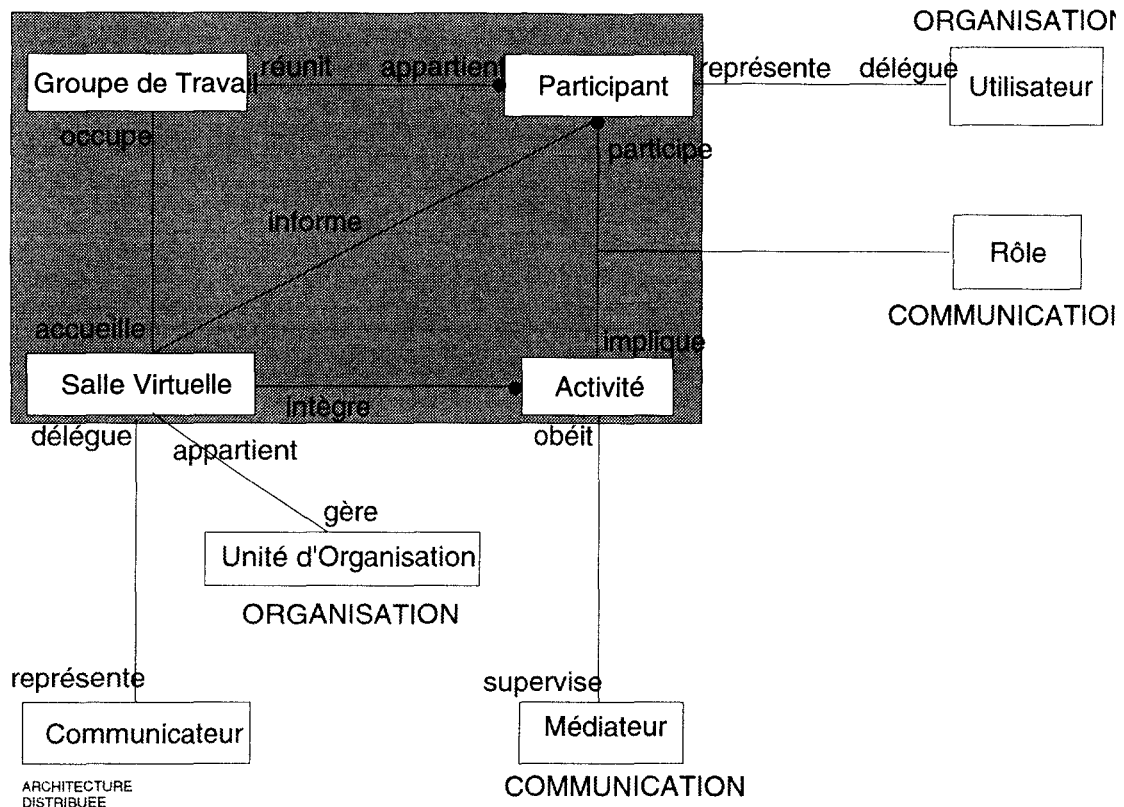 ORGANISATION
Groupe de Travail
réunit
appartient
Participant
représente
délégue
Utilisateur
occupe
participe
informe
Rôle
COMMUNICATION
accueille
implique
Salle Virtuelle
intègre
Activité
délégue
appartient
obéit
gère
Unité d'Organisation
ORGANISATION
représente
supervise
Communicateur
Médiateur
ARCHITECTURE
DISTRIBUEE
COMMUNICATION